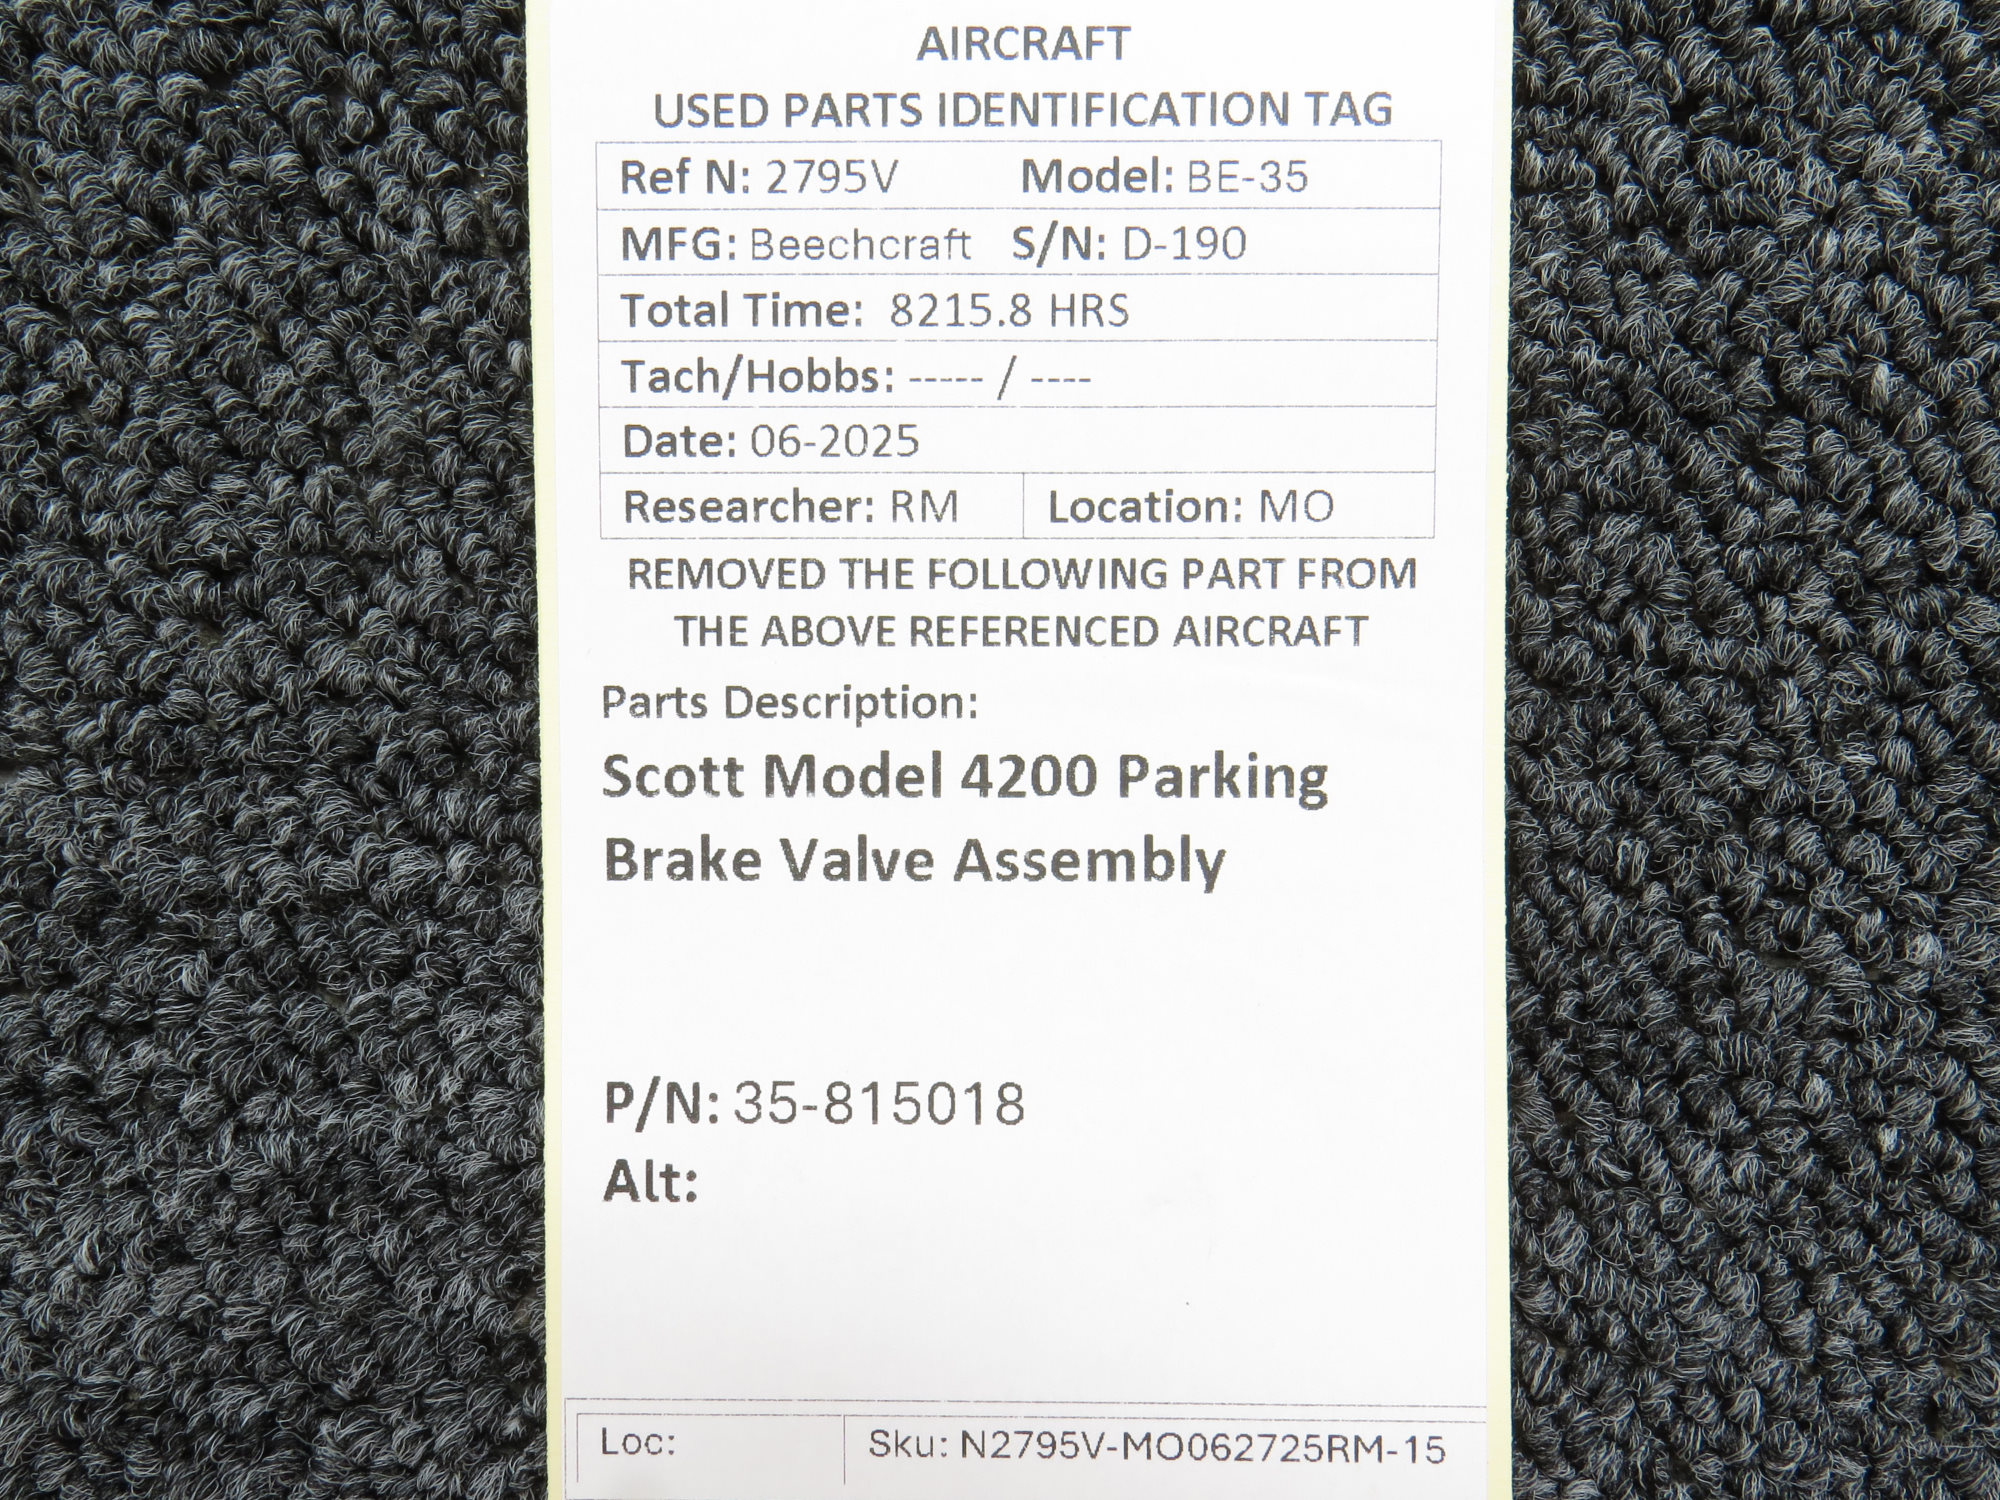 AIRCRAFT
USED PARTS IDENTIFICATION TAG
Ref N: 2795V Model: BE-35
MFG: Beechcraft S/N: D-190
Total Time: 8215.8 HRS
Tach/Hobbs: ----- / ----
Date: 06-2025
Researcher: RM Location: MO
REMOVED THE FOLLOWING PART FROM
THE ABOVE REFERENCED AIRCRAFT
Parts Description:
Scott Model 4200 Parking
Brake Valve Assembly
P/N: 35-815018
Alt:
Loc: Sku: N2795V-MO062725RM-15